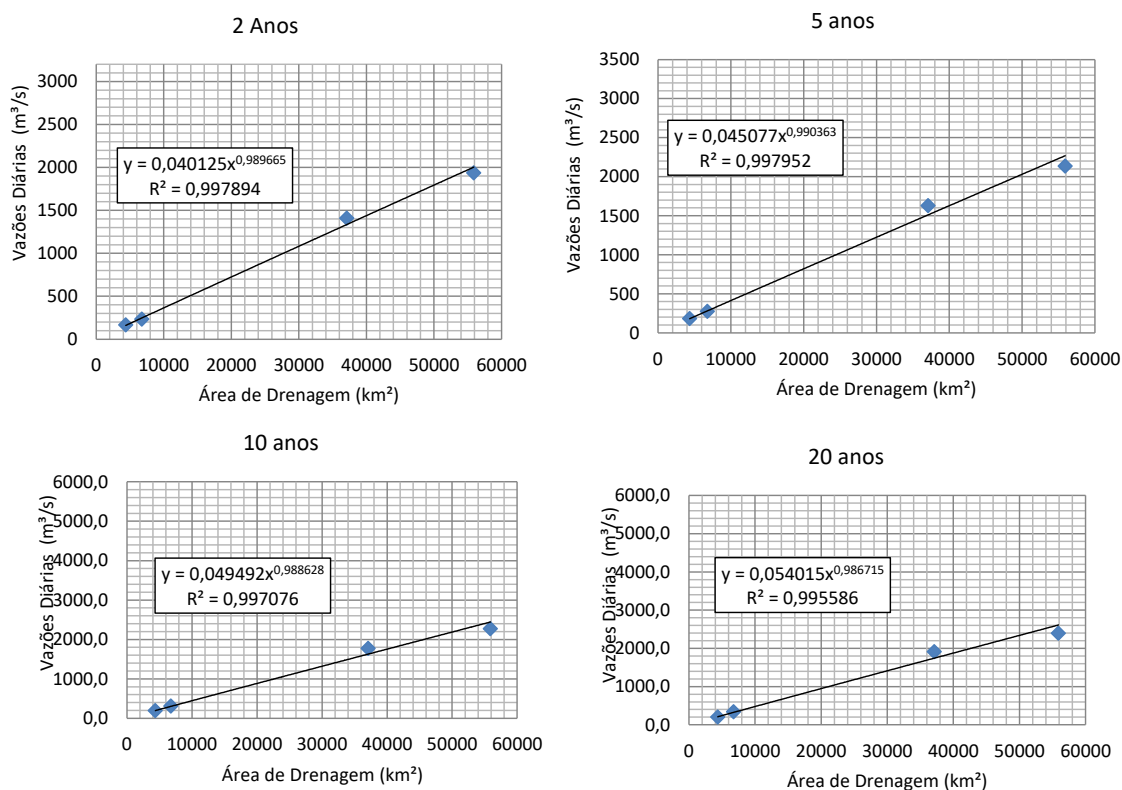 2 Anos
Vazões Diárias (m³/s)
3000
2500
2000
1500
1000
500
0
y = 0,040125x^0,989665
R² = 0,997894
0 10000 20000 30000 40000 50000 60000
Área de Drenagem (km²)
5 anos
Vazões Diárias (m³/s)
3500
3000
2500
2000
1500
1000
500
0
y = 0,045077x^0,990363
R² = 0,997952
0 10000 20000 30000 40000 50000 60000
Área de Drenagem (km²)
10 anos
Vazões Diárias (m³/s)
6000,0
5000,0
4000,0
3000,0
2000,0
1000,0
0,0
y = 0,049492x^0,988628
R² = 0,997076
0 10000 20000 30000 40000 50000 60000
Área de Drenagem (km²)
20 anos
Vazões Diárias (m³/s)
6000,0
5000,0
4000,0
3000,0
2000,0
1000,0
0,0
y = 0,054015x^0,986715
R² = 0,995586
0 10000 20000 30000 40000 50000 60000
Área de Drenagem (km²)